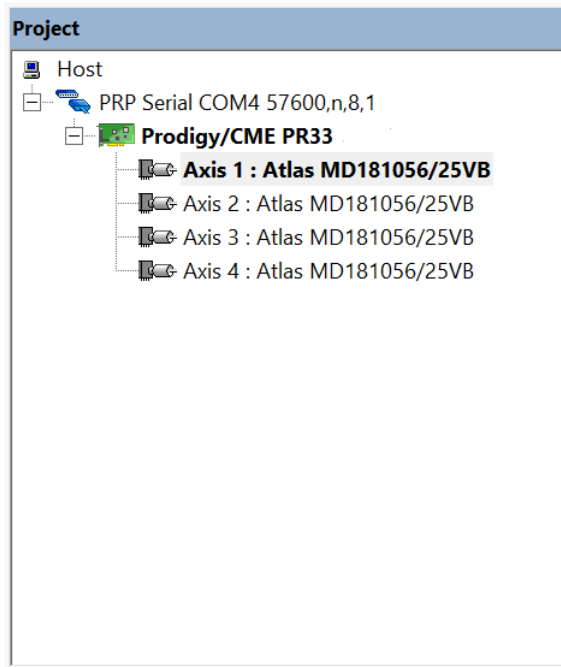 Project
Host
PRP Serial COM4 57600,n,8,1
Prodigy/CME PR33
Axis 1 : Atlas MD181056/25VB
Axis 2 : Atlas MD181056/25VB
Axis 3 : Atlas MD181056/25VB
Axis 4 : Atlas MD181056/25VB